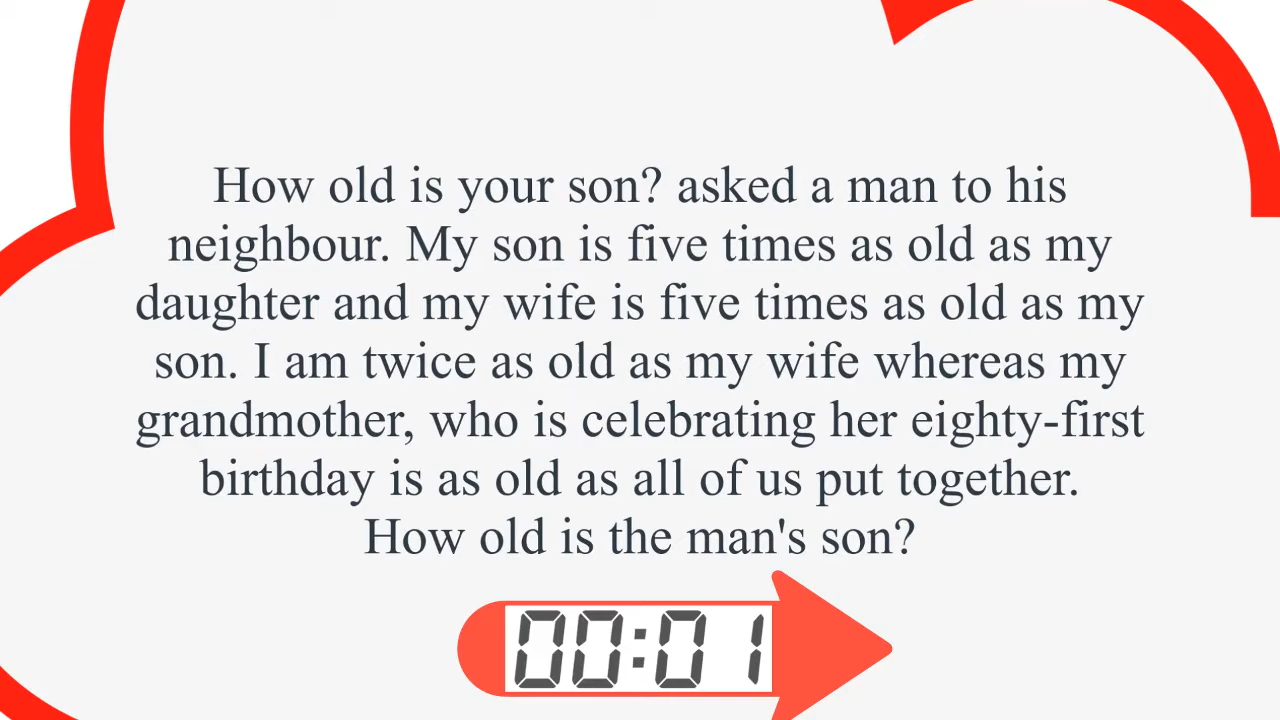 How old is your son? asked a man to his
neighbour. My son is five times as old as my
daughter and my wife is five times as old as my
son. I am twice as old as my wife whereas my
grandmother, who is celebrating her eighty-first
birthday is as old as all of us put together.
How old is the man's son?
00:01